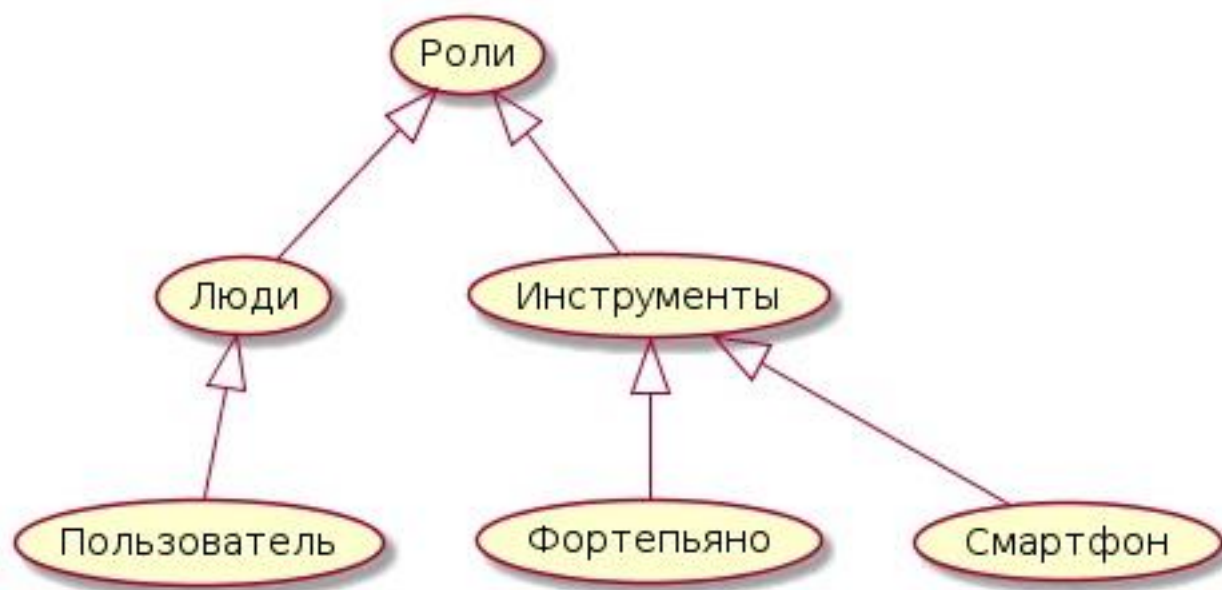 Роли
Люди
Инструменты
Пользователь
Фортепьяно
Смартфон